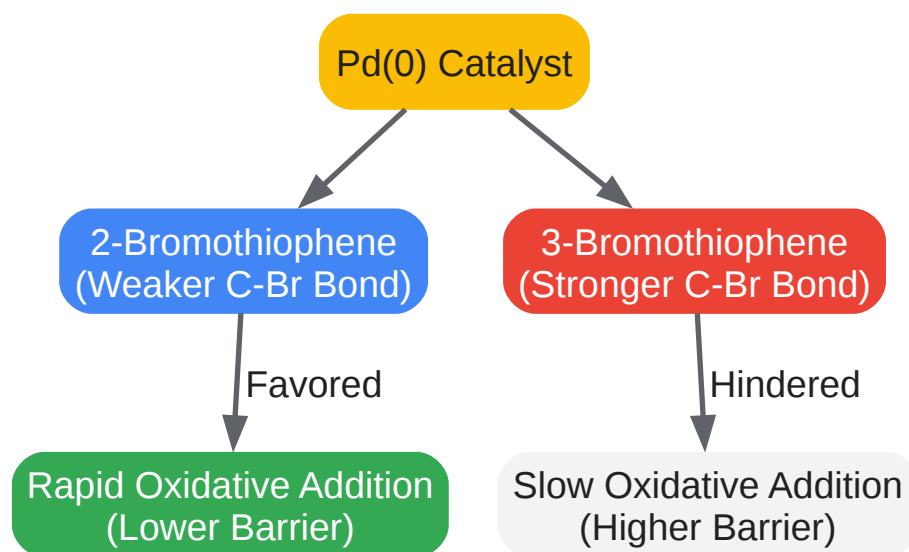 Pd(0) Catalyst
2-Bromothiophene
(Weaker C-Br Bond)
3-Bromothiophene
(Stronger C-Br Bond)
Favored
Hindered
Rapid Oxidative Addition
(Lower Barrier)
Slow Oxidative Addition
(Higher Barrier)